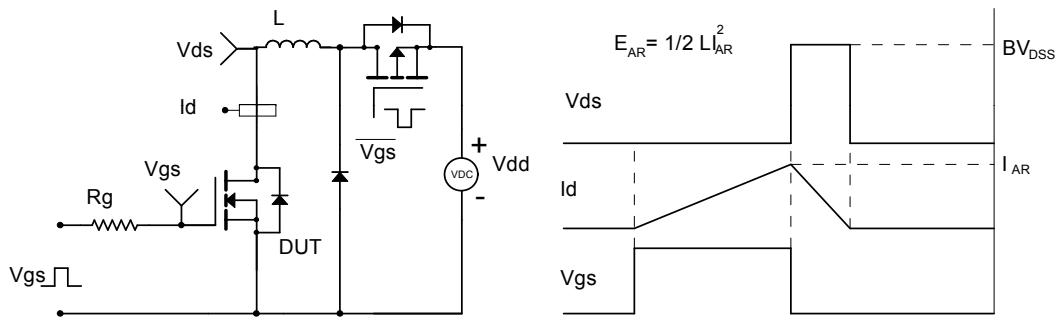 L
Vds
Id
Vgs
Vgs
+
Vdd
VDC
-
Rg
DUT
Vgs
E_AR= 1/2 LI_AR^2
BV_DSS
Vds
I_AR
Id
Vgs